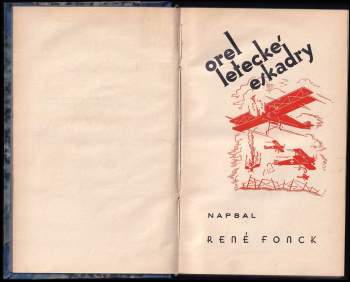 orel
letecké
eskadry
NAPSAL
RENÉ FONCK